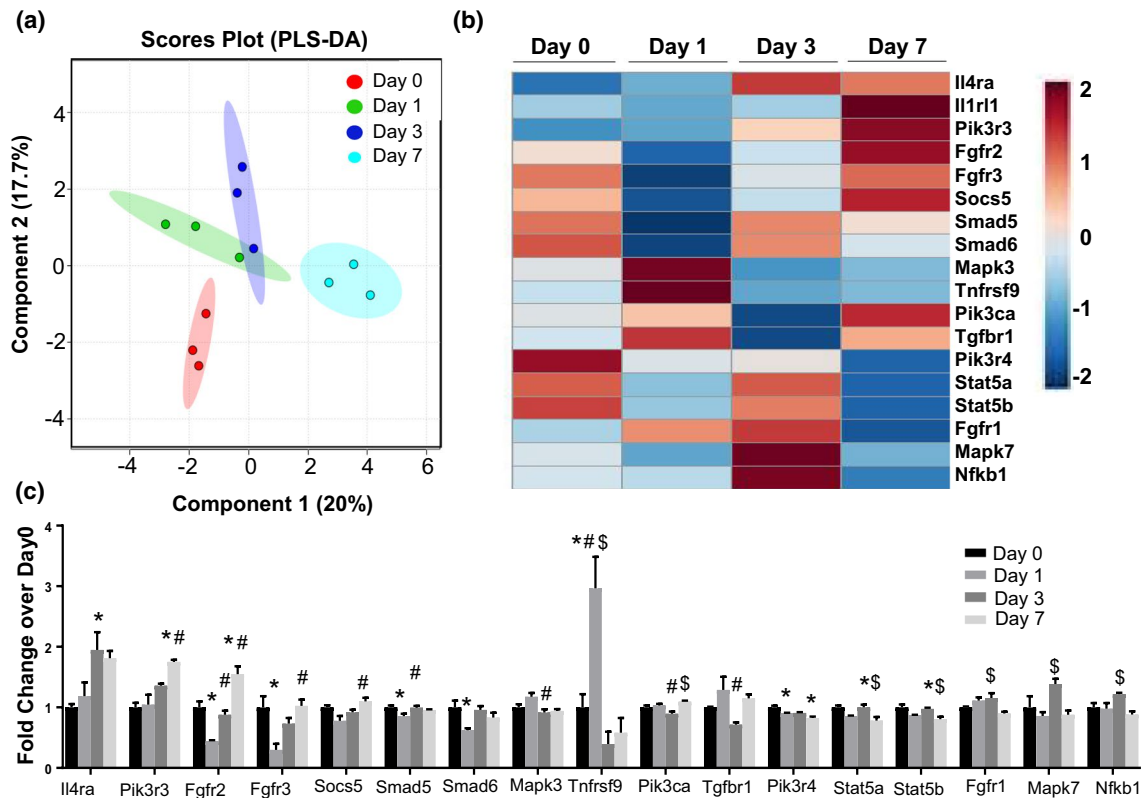 (a)
Scores Plot (PLS-DA)
Day 0
Day 1
Day 3
Day 7
Component 2 (17.7%)
4
2
0
-2
-4
-4
-2
0
2
4
6
Component 1 (20%)
(b)
Day 0 Day 1 Day 3 Day 7
Il4ra
Il1rl1
Pik3r3
Fgfr2
Fgfr3
Socs5
Smad5
Smad6
Mapk3
Tnfrsf9
Pik3ca
Tgfbr1
Pik3r4
Stat5a
Stat5b
Fgfr1
Mapk7
Nfkb1
2
1
0
-1
-2
(c)
Fold Change over Day0
4
3
2
1
0
*
* #
*
#
* #
*
#
#
*
#
*
#
* # $
#
$
#
*
*
* $
* $
$
$
$
Day 0
Day 1
Day 3
Day 7
Il4ra Pik3r3 Fgfr2 Fgfr3 Socs5 Smad5 Smad6 Mapk3 Tnfrsf9 Pik3ca Tgfbr1 Pik3r4 Stat5a Stat5b Fgfr1 Mapk7 Nfkb1